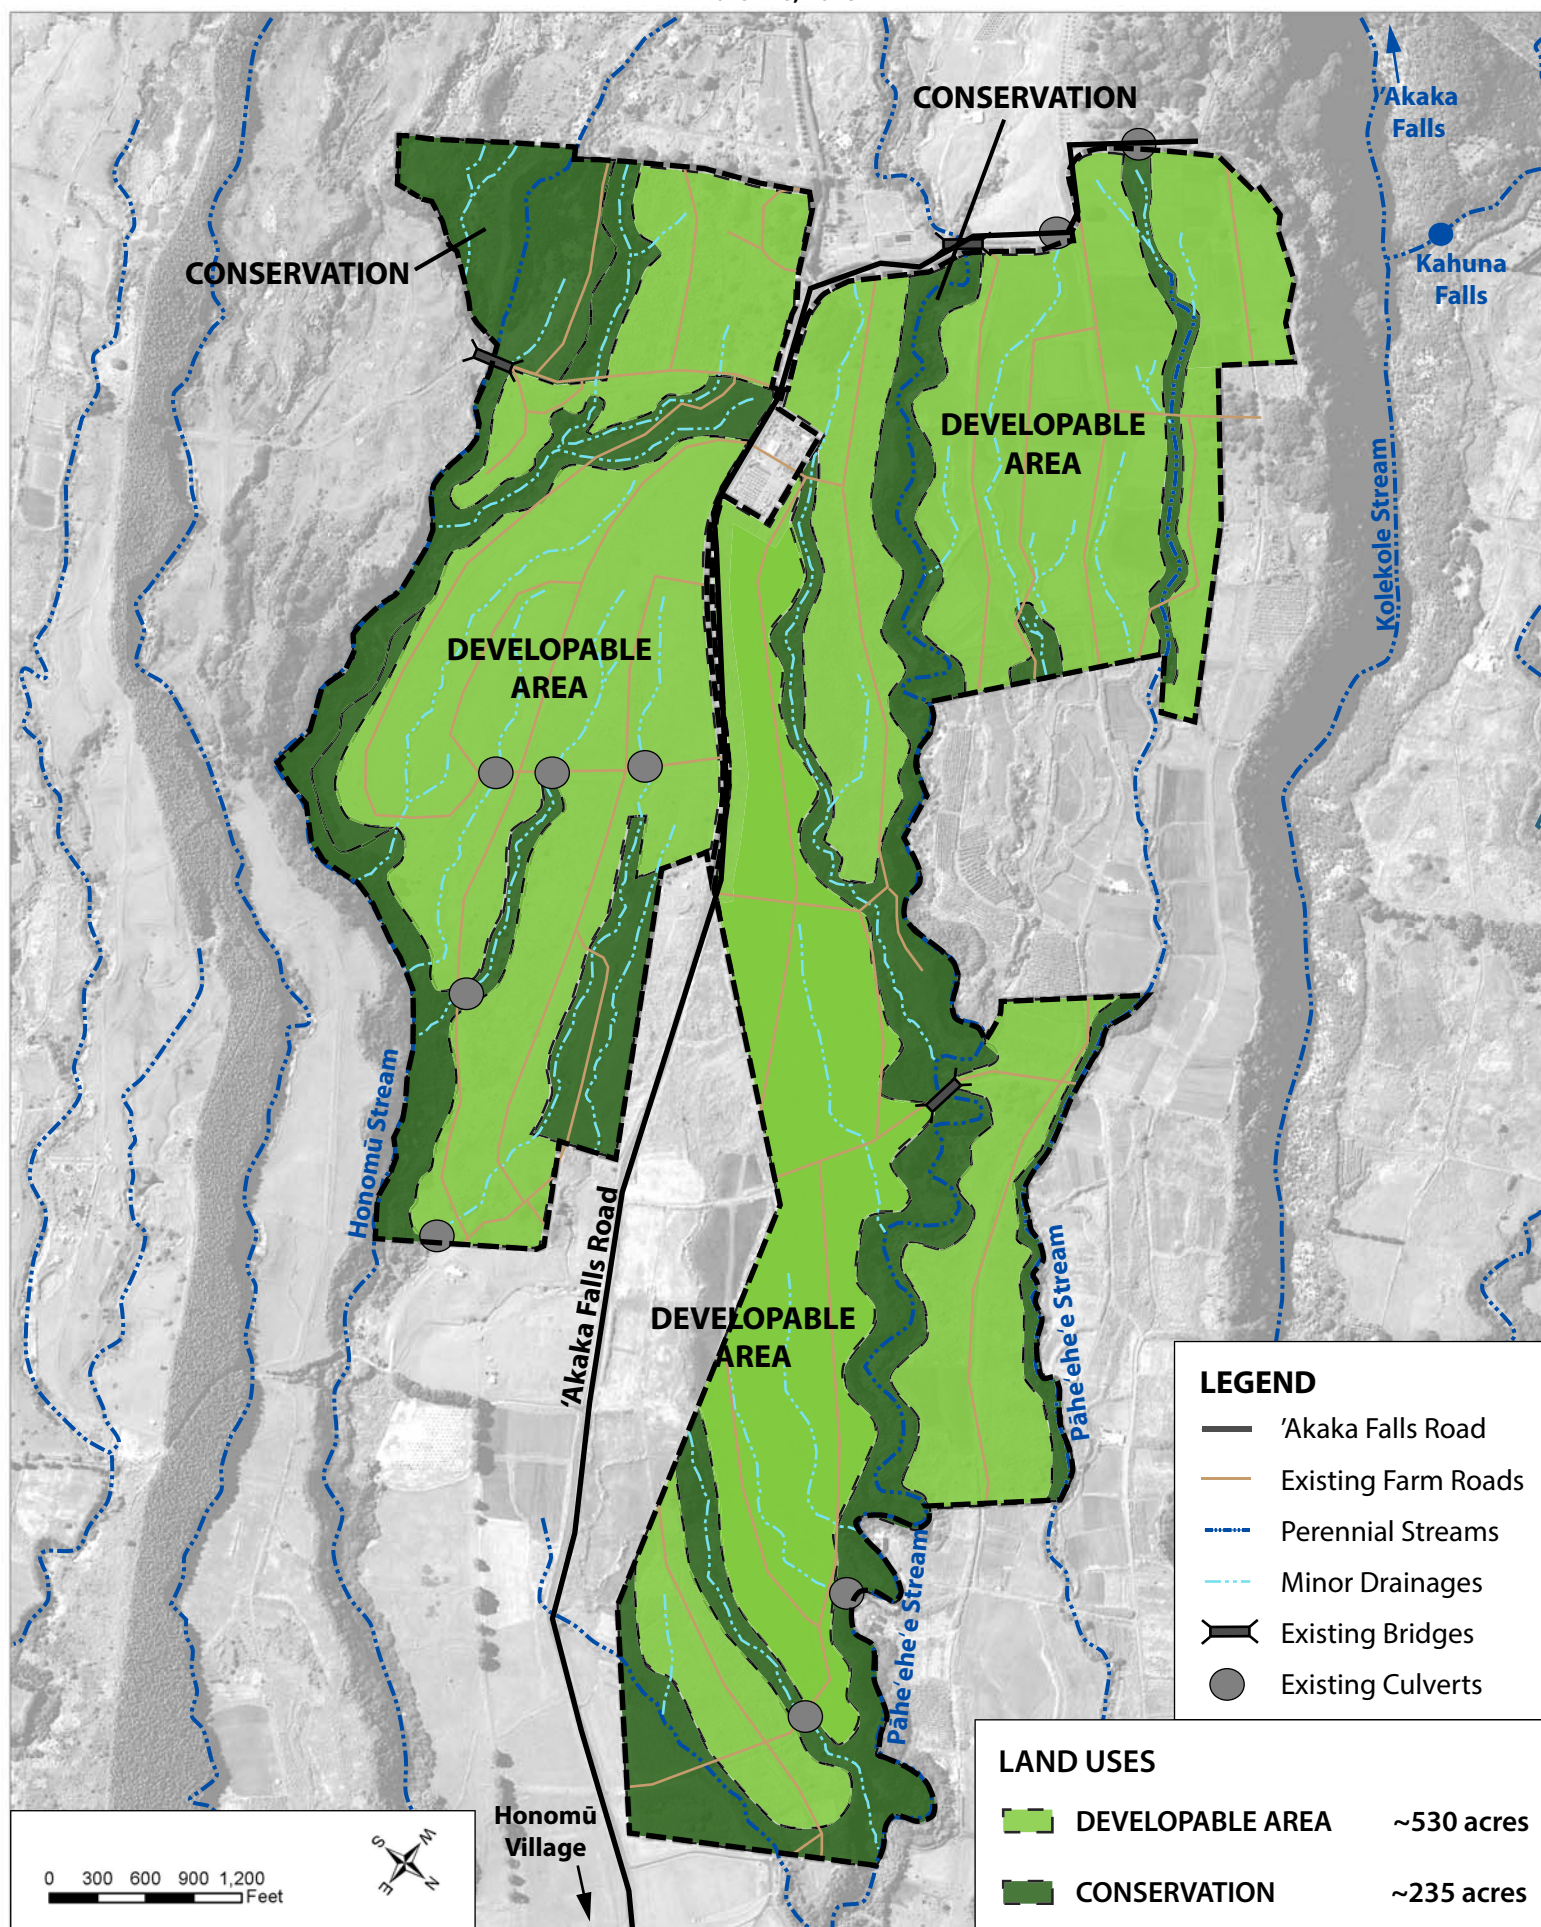 CONSERVATION
'Akaka
Falls
CONSERVATION
Kahuna
Falls
DEVELOPABLE
AREA
Kolekole Stream
DEVELOPABLE
AREA
Honomū Stream
'Akaka Falls Road
Pāhe'ehe'e Stream
DEVELOPABLE
AREA
Pāhe'ehe'e Stream
LEGEND
'Akaka Falls Road
Existing Farm Roads
Perennial Streams
Minor Drainages
Existing Bridges
Existing Culverts
LAND USES
DEVELOPABLE AREA ~530 acres
CONSERVATION ~235 acres
Honomū
Village
0 300 600 900 1,200
Feet
S W
E N